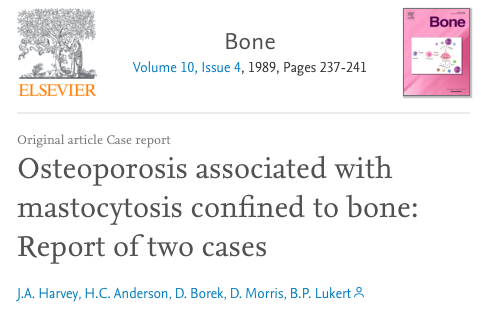 ELSEVIER
Bone
Volume 10, Issue 4, 1989, Pages 237-241
Bone
Original article Case report
Osteoporosis associated with
mastocytosis confined to bone:
Report of two cases
J.A. Harvey, H.C. Anderson, D. Borek, D. Morris, B.P. Lukert